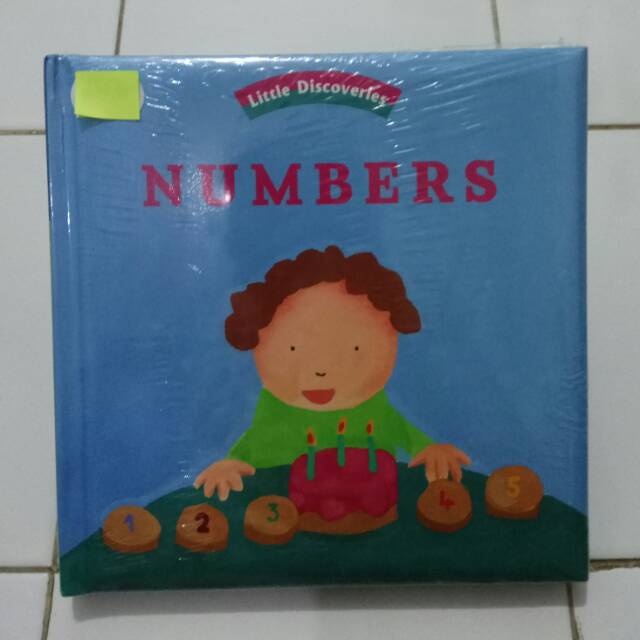 Little Discoveries
NUMBERS
1 2 3 4 5